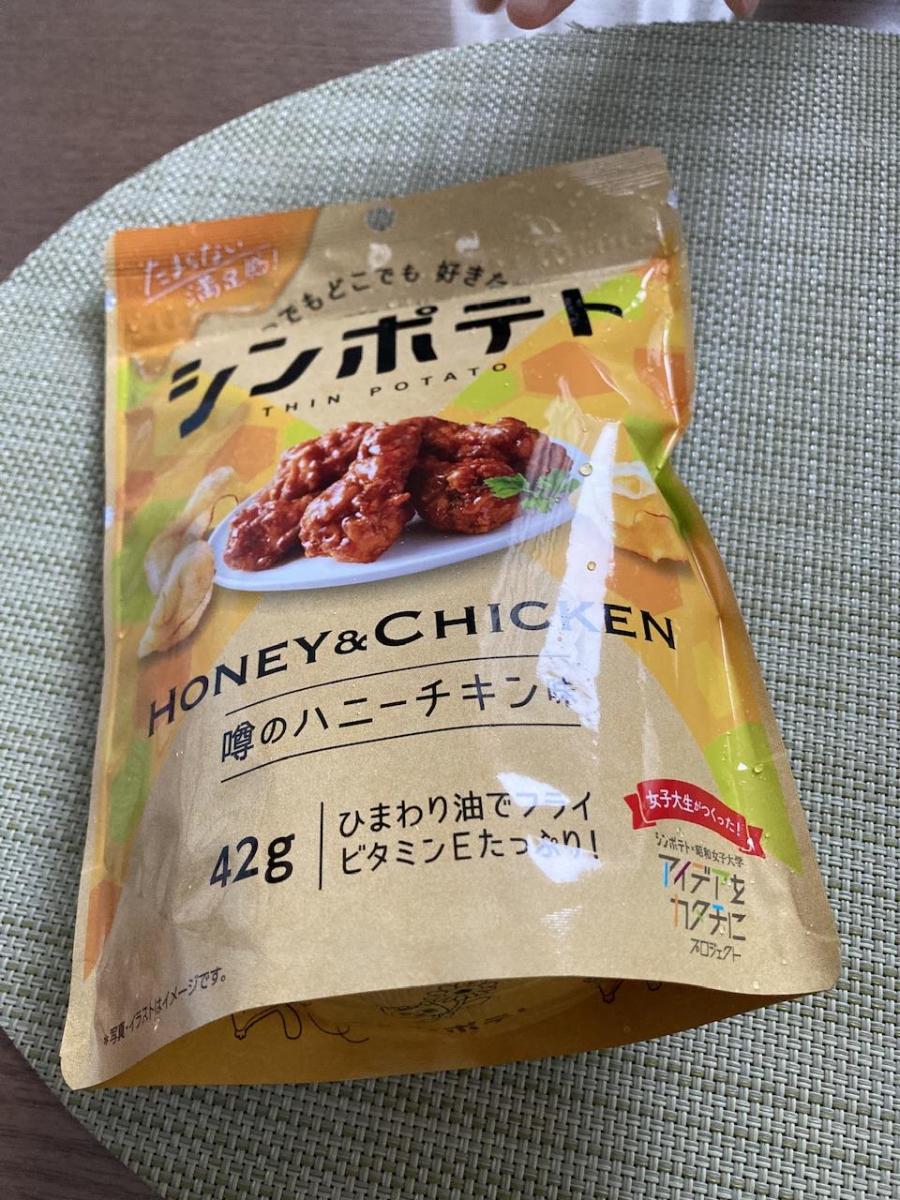 たまらない
満足感!
でもどこでも 好きな
シンポテト
THIN POTATO
HONEY&CHICKEN
噂のハニーチキン味
42g
ひまわり油でフライ
ビタミンEたっぷり!
女子大生がつくった!
シンポテト×昭和女子大学
アイデアを
カタチに
プロジェクト
*写真・イラストはイメージです。